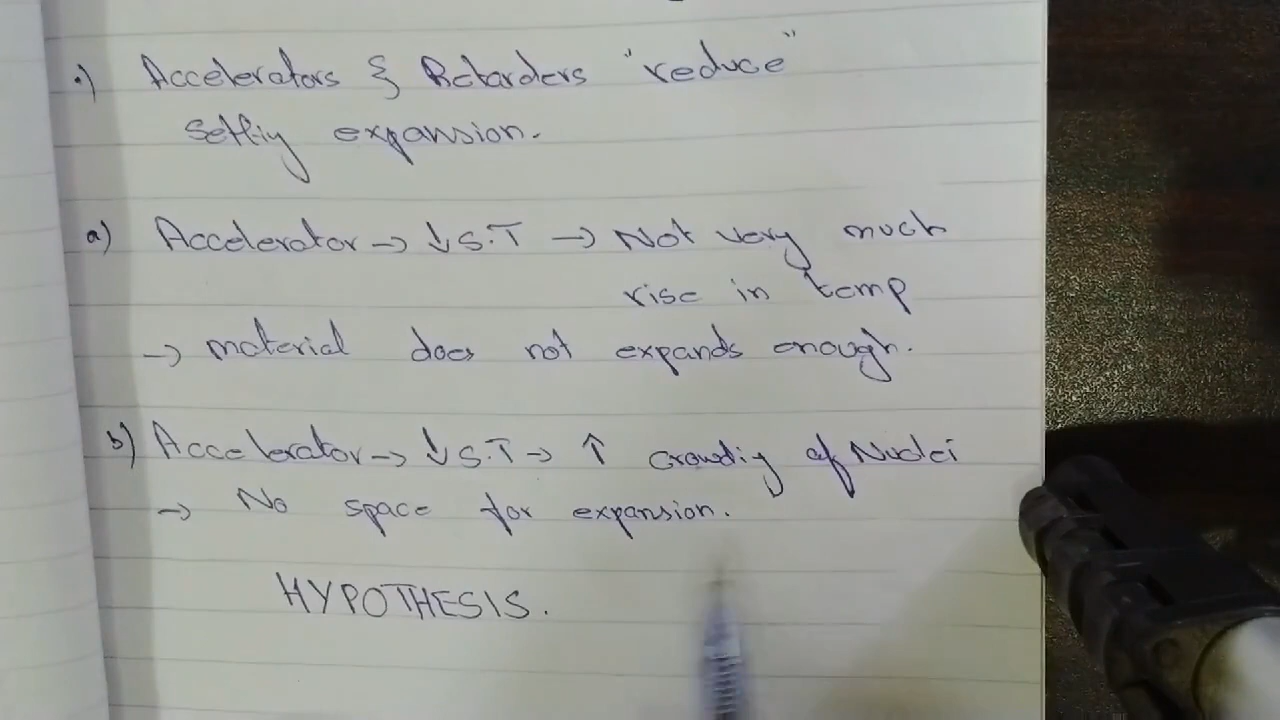 •) Accelerators & Retarders "reduce"
setting expansion.
a) Accelerator → ↓ S.T → Not very much
rise in temp
→ material does not expands enough.
b) Accelerator → ↓ S.T → ↑ crowding of Nuclei
→ No space for expansion.
HYPOTHESIS.